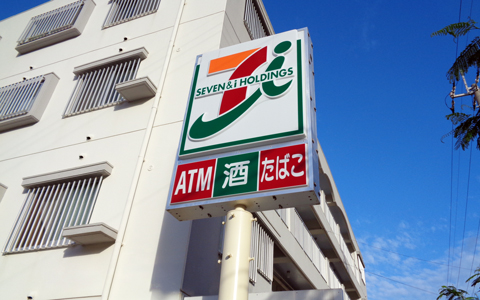 SEVEN & i HOLDINGS
ATM 酒 たばこ